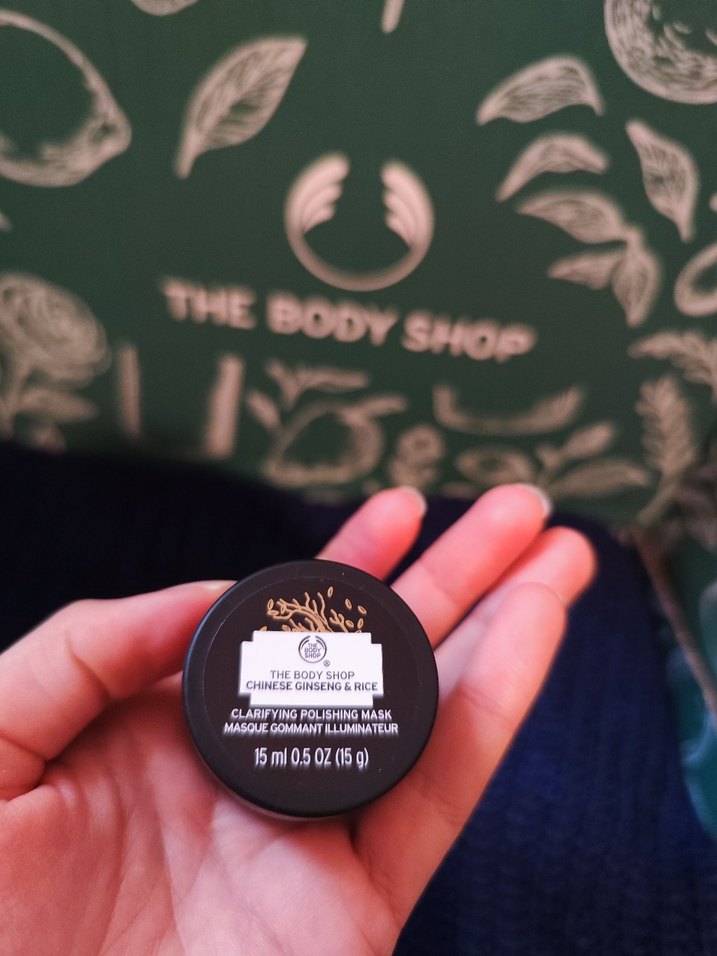 THE BODY SHOP
THE
BODY
SHOP
®
THE BODY SHOP
CHINESE GINSENG & RICE
CLARIFYING POLISHING MASK
MASQUE GOMMANT ILLUMINATEUR
15 ml 0.5 OZ (15 g)